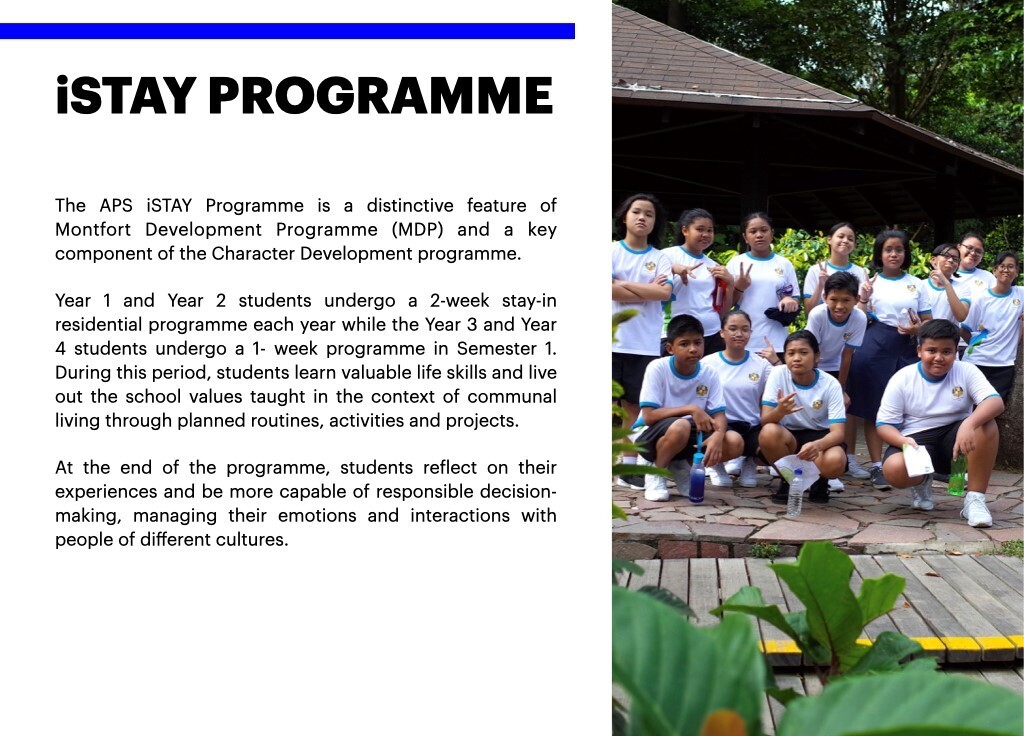 iSTAY PROGRAMME
The APS iSTAY Programme is a distinctive feature of
Montfort Development Programme (MDP) and a key
component of the Character Development programme.
Year 1 and Year 2 students undergo a 2-week stay-in
residential programme each year while the Year 3 and Year
4 students undergo a 1- week programme in Semester 1.
During this period, students learn valuable life skills and live
out the school values taught in the context of communal
living through planned routines, activities and projects.
At the end of the programme, students reflect on their
experiences and be more capable of responsible decision-
making, managing their emotions and interactions with
people of different cultures.